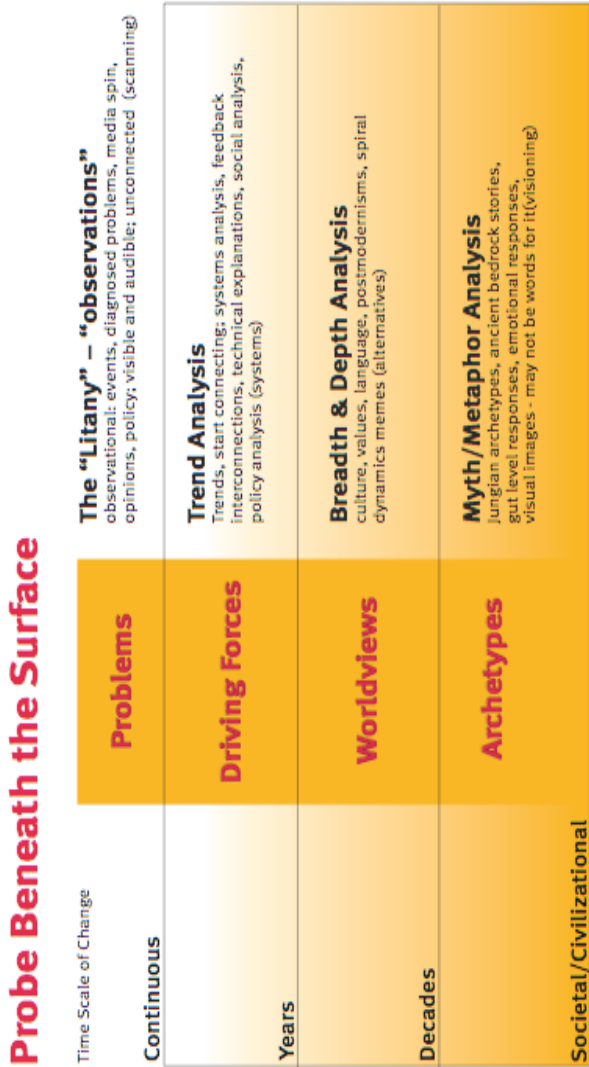 Probe Beneath the Surface
Time Scale of Change
Continuous
Problems
The “Litany” – “observations”
observational: events, diagnosed problems, media spin,
opinions, policy; visible and audible; unconnected (scanning)
Years
Driving Forces
Trend Analysis
Trends, start connecting; systems analysis, feedback
interconnections, technical explanations, social analysis,
policy analysis (systems)
Decades
Worldviews
Breadth & Depth Analysis
culture, values, language, postmodernisms, spiral
dynamics memes (alternatives)
Societal/Civilizational
Archetypes
Myth/Metaphor Analysis
Jungian archetypes, ancient bedrock stories,
gut level responses, emotional responses,
visual images - may not be words for it(visioning)